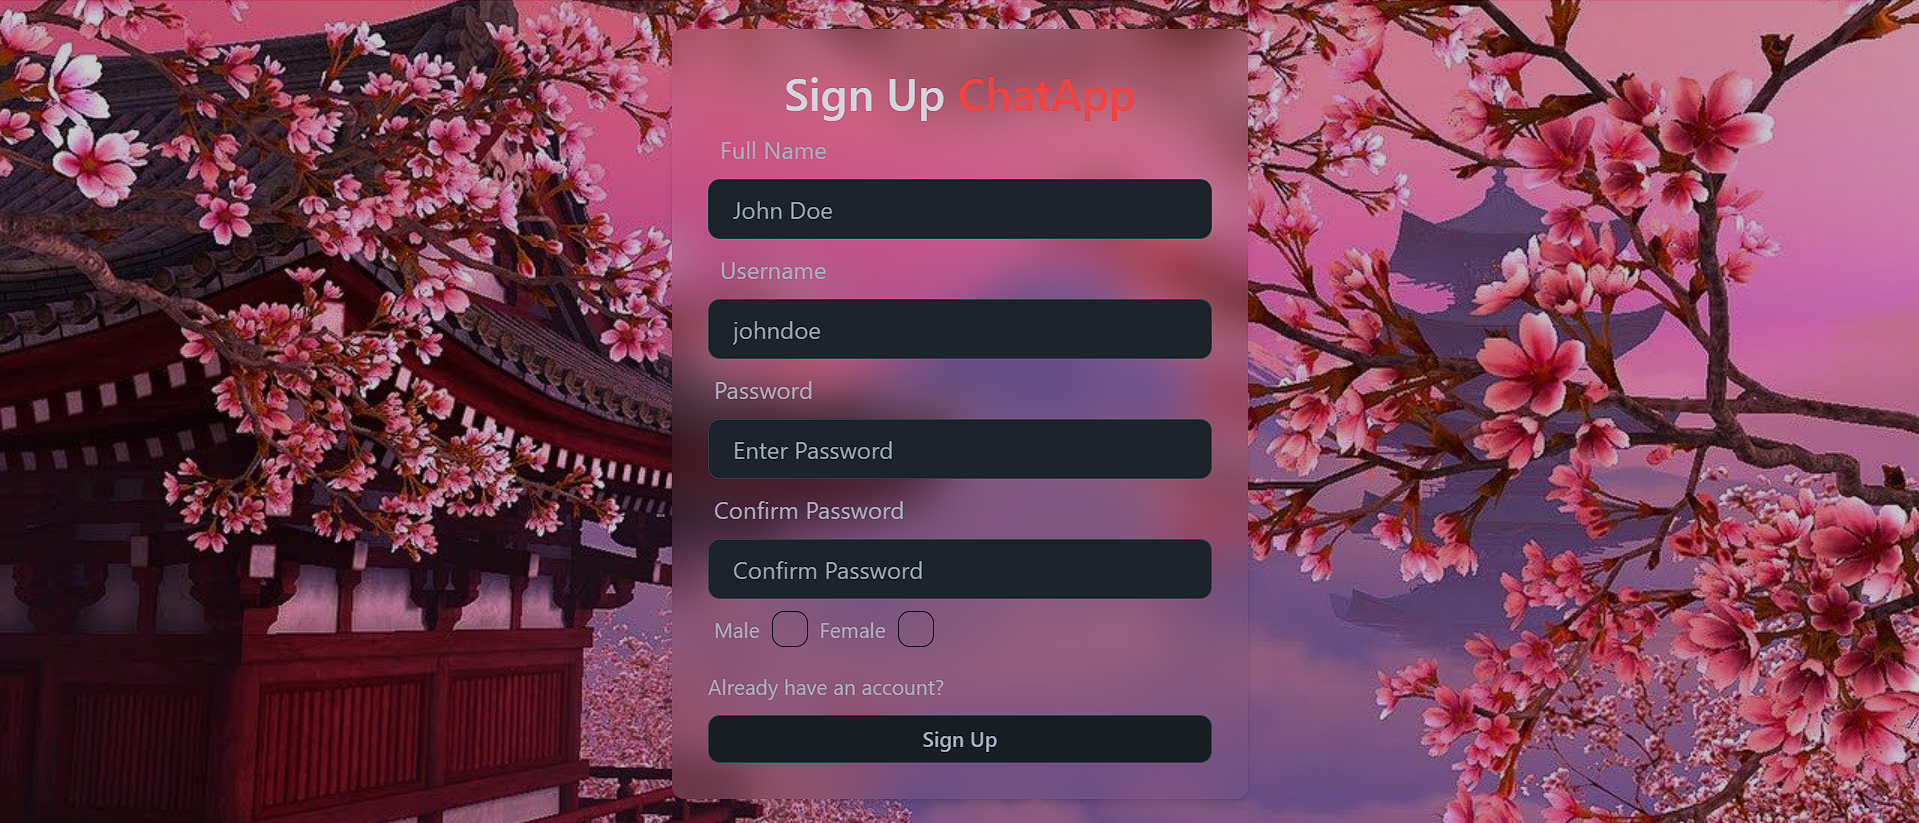 Sign Up ChatApp
Full Name
John Doe
Username
johndoe
Password
Enter Password
Confirm Password
Confirm Password
Male Female
Already have an account?
Sign Up